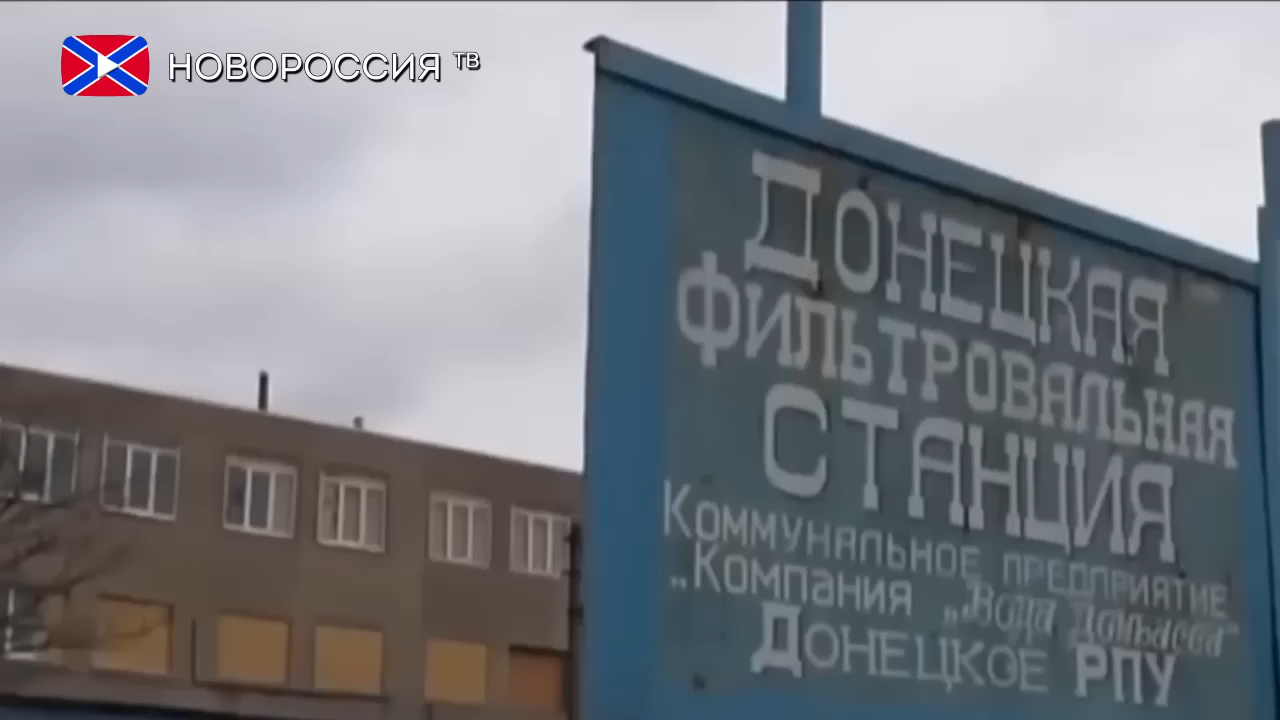 НОВОРОССИЯ ТВ
ДОНЕЦКАЯ
ФИЛЬТРОВАЛЬНАЯ
СТАНЦИЯ
КОММУНАЛЬНОЕ ПРЕДПРИЯТИЕ
„КОМПАНИЯ „Вода Донбасса"
ДОНЕЦКОЕ РПУ